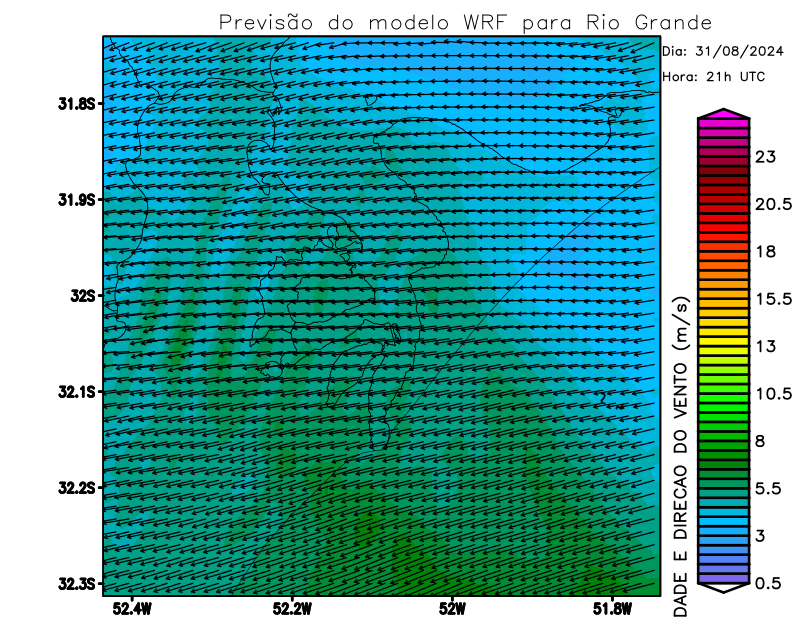 Previsão do modelo WRF para Rio Grande
Dia: 31/08/2024
Hora: 21h UTC
31.8S
31.9S
32S
32.1S
32.2S
32.3S
52.4W
52.2W
52W
51.8W
DADE E DIRECAO DO VENTO (m/s)
23
20.5
18
15.5
13
10.5
8
5.5
3
0.5